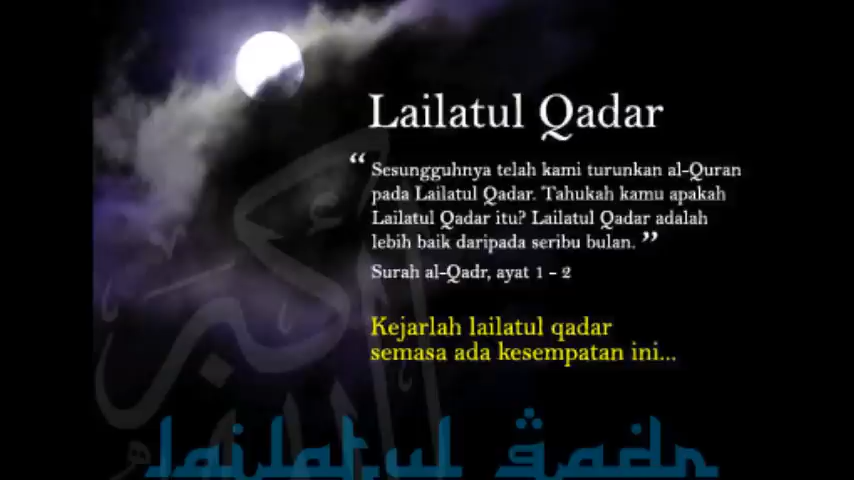 Lailatul Qadar
“ Sesungguhnya telah kami turunkan al-Quran
pada Lailatul Qadar. Tahukah kamu apakah
Lailatul Qadar itu? Lailatul Qadar adalah
lebih baik daripada seribu bulan. ”
Surah al-Qadr, ayat 1 - 2
Kejarlah lailatul qadar
semasa ada kesempatan ini...
الله أكبر
lailatul qadr